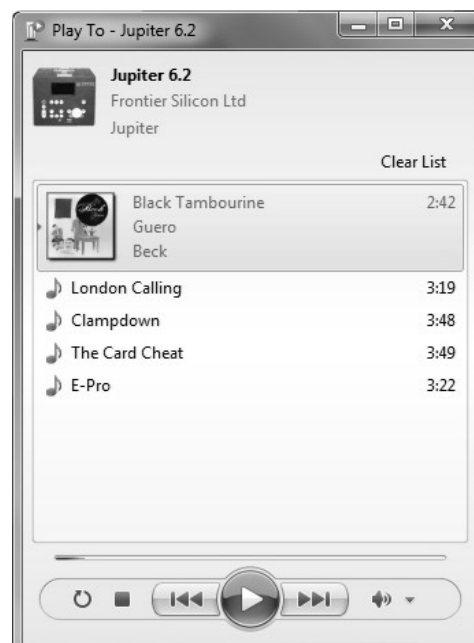 Play To - Jupiter 6.2
Jupiter 6.2
Frontier Silicon Ltd
Jupiter
Clear List
Black Tambourine 2:42
Guero
Beck
London Calling 3:19
Clampdown 3:48
The Card Cheat 3:49
E-Pro 3:22